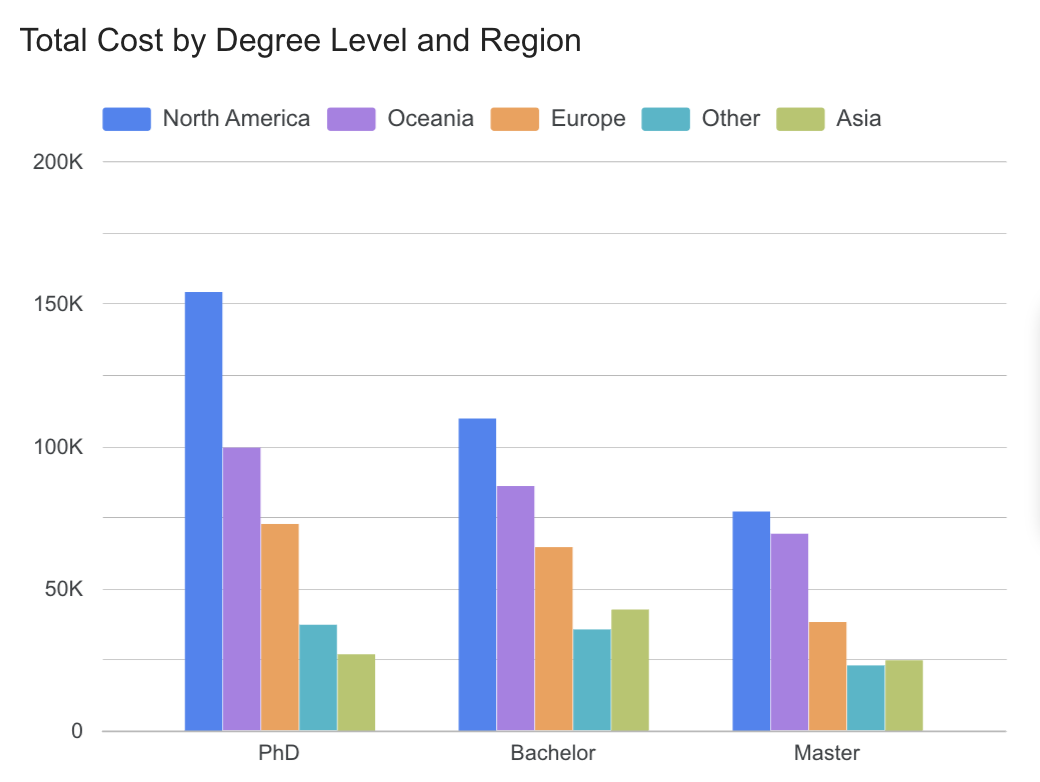 Total Cost by Degree Level and Region
North America Oceania Europe Other Asia
200K
150K
100K
50K
0
PhD Bachelor Master